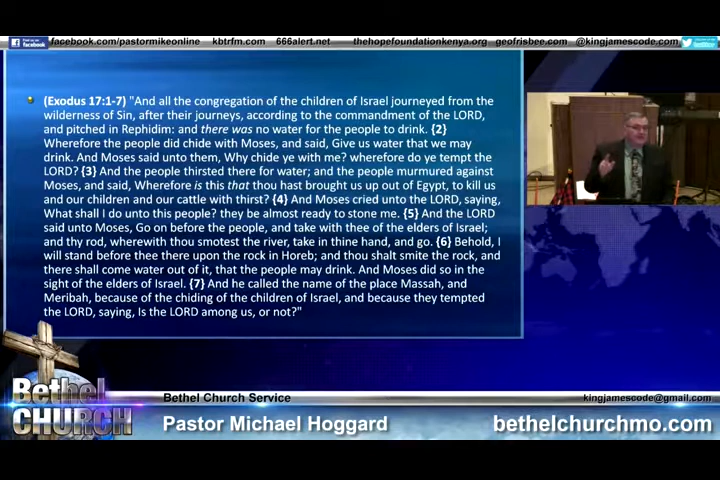 Find us on facebook
facebook.com/pastormikeonline kbtrfm.com 666alert.net thehopefoundationkenya.org geofrisbee.com @kingjamescode.com twitter
(Exodus 17:1-7) "And all the congregation of the children of Israel journeyed from the
wilderness of Sin, after their journeys, according to the commandment of the LORD,
and pitched in Rephidim: and there was no water for the people to drink. {2}
Wherefore the people did chide with Moses, and said, Give us water that we may
drink. And Moses said unto them, Why chide ye with me? wherefore do ye tempt the
LORD? {3} And the people thirsted there for water; and the people murmured against
Moses, and said, Wherefore is this that thou hast brought us up out of Egypt, to kill us
and our children and our cattle with thirst? {4} And Moses cried unto the LORD, saying,
What shall I do unto this people? they be almost ready to stone me. {5} And the LORD
said unto Moses, Go on before the people, and take with thee of the elders of Israel;
and thy rod, wherewith thou smotest the river, take in thine hand, and go. {6} Behold, I
will stand before thee there upon the rock in Horeb; and thou shalt smite the rock, and
there shall come water out of it, that the people may drink. And Moses did so in the
sight of the elders of Israel. {7} And he called the name of the place Massah, and
Meribah, because of the chiding of the children of Israel, and because they tempted
the LORD, saying, Is the LORD among us, or not?"
Bethel
CHURCH
Bethel Church Service kingjamescode@gmail.com
Pastor Michael Hoggard bethelchurchmo.com